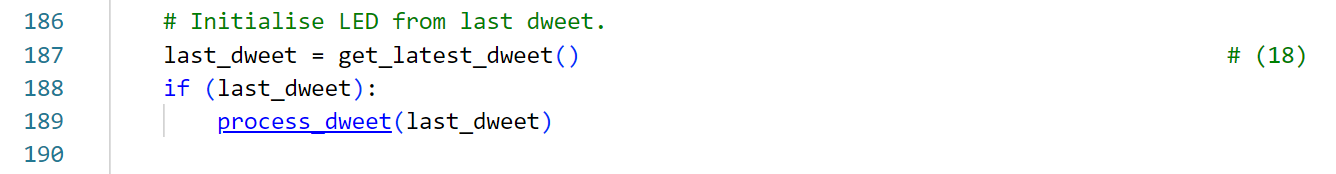 186 # Initialise LED from last dweet.
187 last_dweet = get_latest_dweet() # (18)
188 if (last_dweet):
189 process_dweet(last_dweet)
190